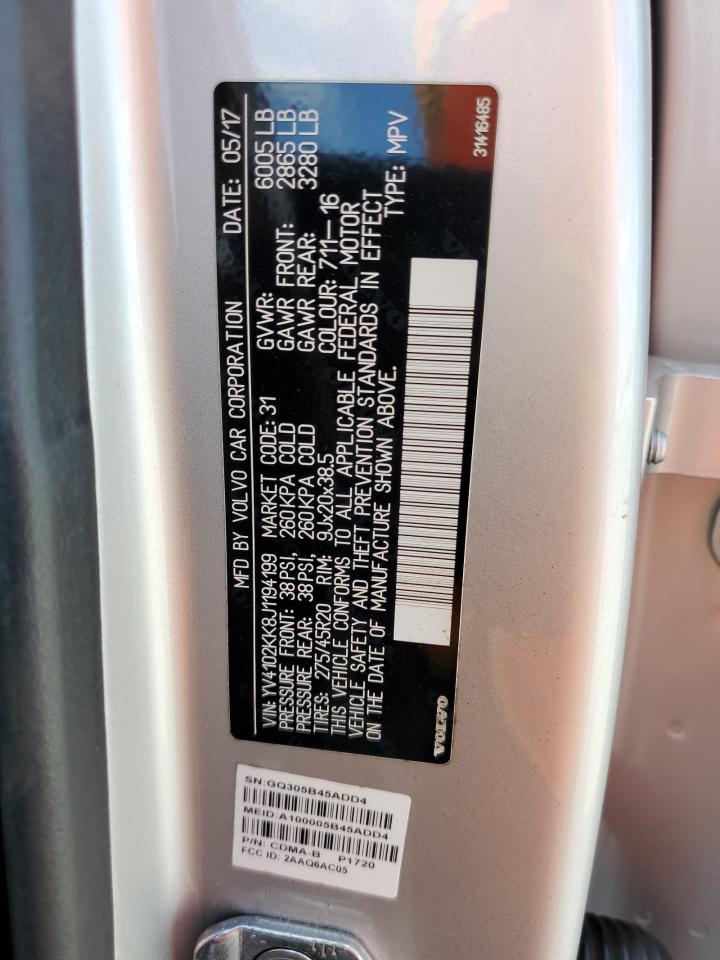 MFD BY VOLVO CAR CORPORATION DATE: 05/17
VIN: YV4102KK8J1194199 MARKET CODE: 31 GVWR: 6005 LB
PRESSURE FRONT: 38PSI, 260KPA COLD GAWR FRONT: 2865 LB
PRESSURE REAR: 38PSI, 260KPA COLD GAWR REAR: 3280 LB
TIRES: 275/45R20 RIM: 9Jx20x38.5 COLOUR: 711-16
THIS VEHICLE CONFORMS TO ALL APPLICABLE FEDERAL MOTOR
VEHICLE SAFETY AND THEFT PREVENTION STANDARDS IN EFFECT
ON THE DATE OF MANUFACTURE SHOWN ABOVE. TYPE: MPV
VOLVO 31416485
SN:GQ305B45ADD4
MEID:A100005B45ADD4
P/N: CDMA-B P1720
FCC ID: 2AAQ6AC05